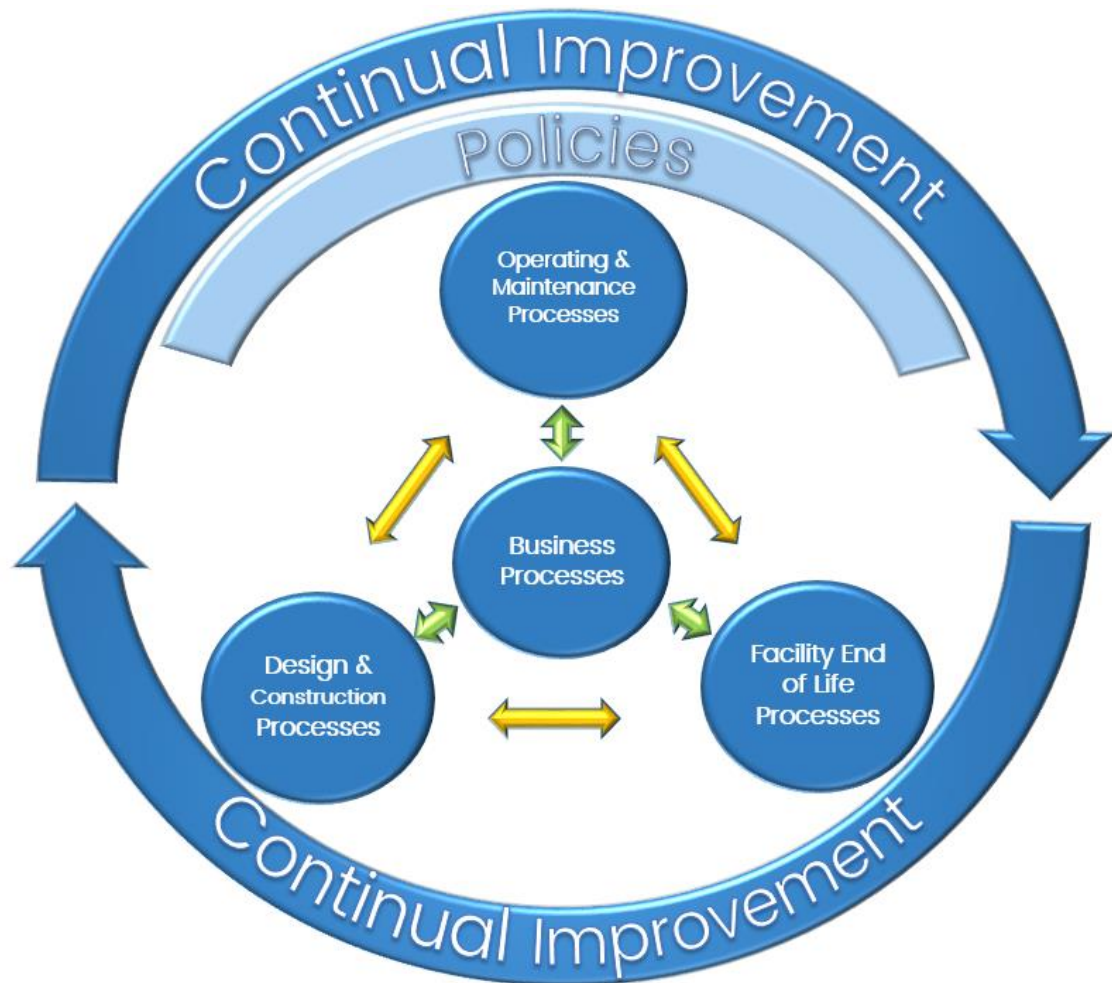 Continual Improvement
Policies
Operating &
Maintenance
Processes
Business
Processes
Design &
Construction
Processes
Facility End
of Life
Processes
Continual Improvement